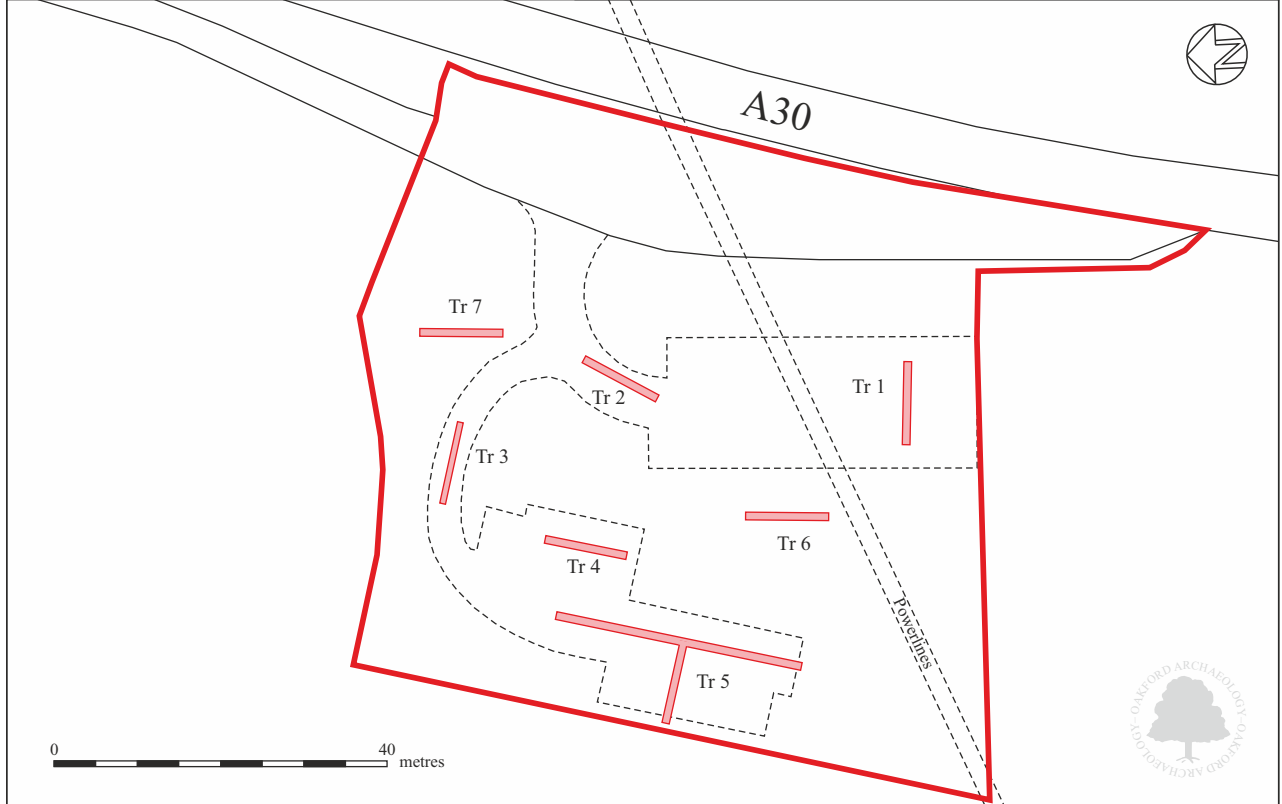 N
A30
Tr 7
Tr 2
Tr 1
Tr 3
Tr 6
Tr 4
Tr 5
Powerlines
0 40 metres
OAKFORD ARCHAEOLOGY - OAKFORD ARCHAEOLOGY -